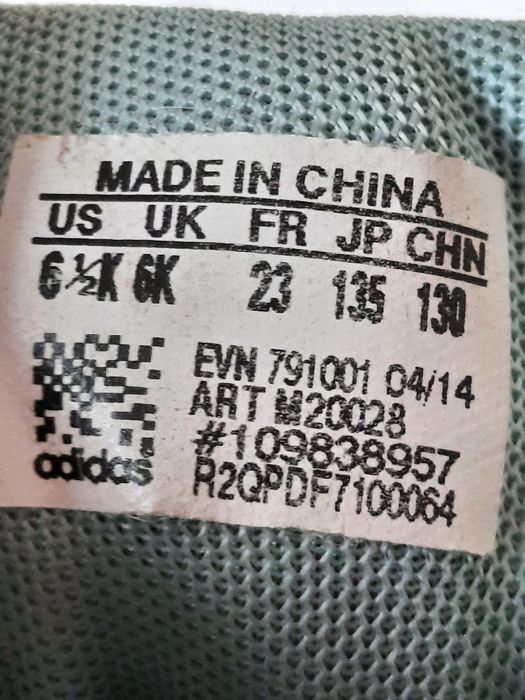 MADE IN CHINA
US UK FR JP CHN
6½K 6K 23 135 130
EVN 791001 04/14
ART M20028
#109838957
R2QPDF7100064
adidas